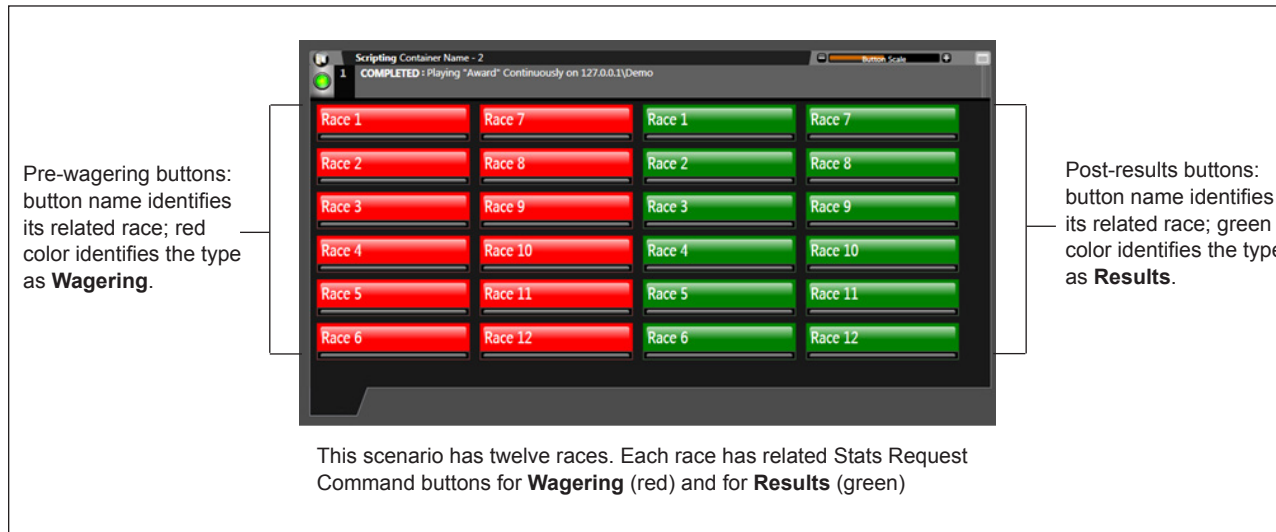 Scripting Container Name - 2
Button Scale
1
COMPLETED : Playing "Award" Continuously on 127.0.0.1\Demo
Pre-wagering buttons:
button name identifies
its related race; red
color identifies the type
as Wagering.
Race 1 Race 7 Race 1 Race 7
Race 2 Race 8 Race 2 Race 8
Race 3 Race 9 Race 3 Race 9
Race 4 Race 10 Race 4 Race 10
Race 5 Race 11 Race 5 Race 11
Race 6 Race 12 Race 6 Race 12
Post-results buttons:
button name identifies
its related race; green
color identifies the type
as Results.
This scenario has twelve races. Each race has related Stats Request
Command buttons for Wagering (red) and for Results (green)